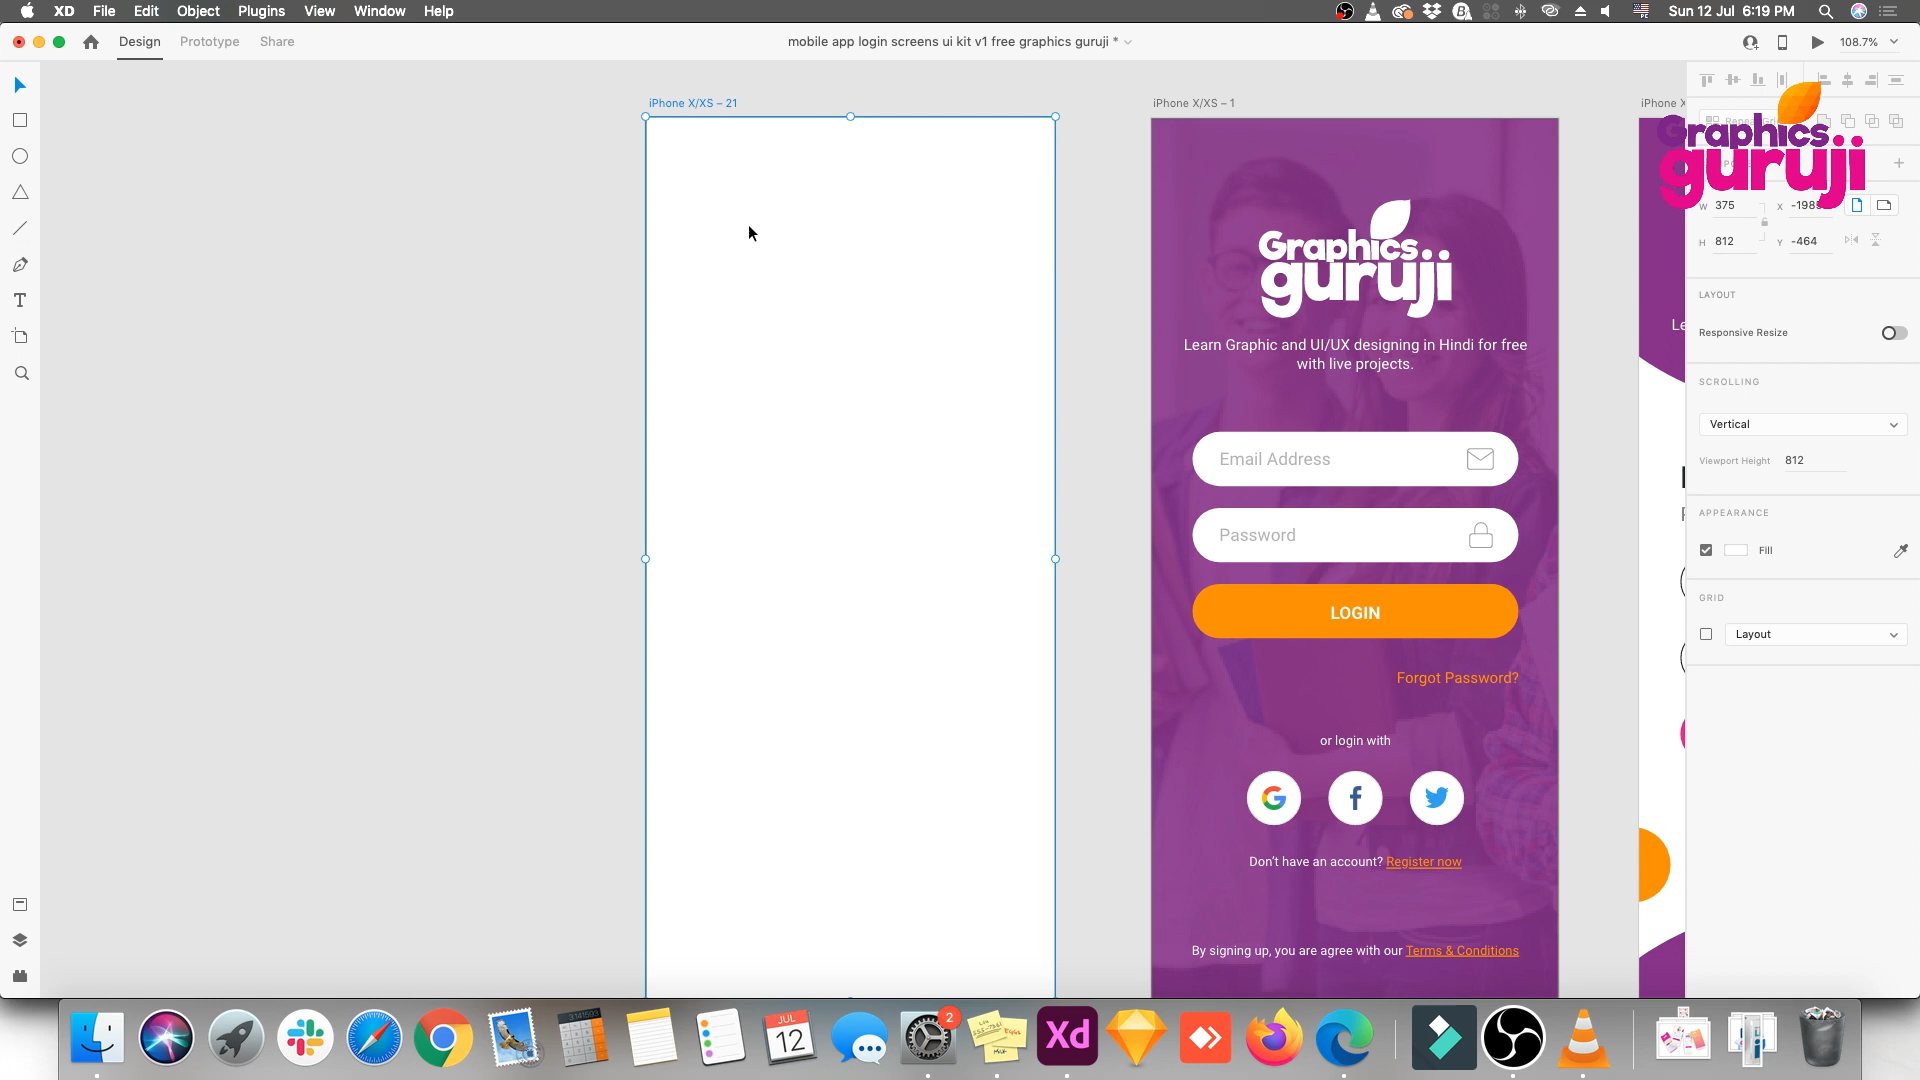 XD File Edit Object Plugins View Window Help
Sun 12 Jul 6:19 PM
Design Prototype Share
mobile app login screens ui kit v1 free graphics guruji *
108.7%
iPhone X/XS – 21
iPhone X/XS – 1
iPhone X
Graphics
guruji
W 375
X
H 812
Y -464
LAYOUT
Responsive Resize
SCROLLING
Vertical
Viewport Height 812
APPEARANCE
Fill
GRID
Layout
Graphics
guruji
Learn Graphic and UI/UX designing in Hindi for free
with live projects.
Email Address
Password
LOGIN
Forgot Password?
or login with
Don't have an account? Register now
By signing up, you are agree with our Terms & Conditions
JUL
12
2
Xd